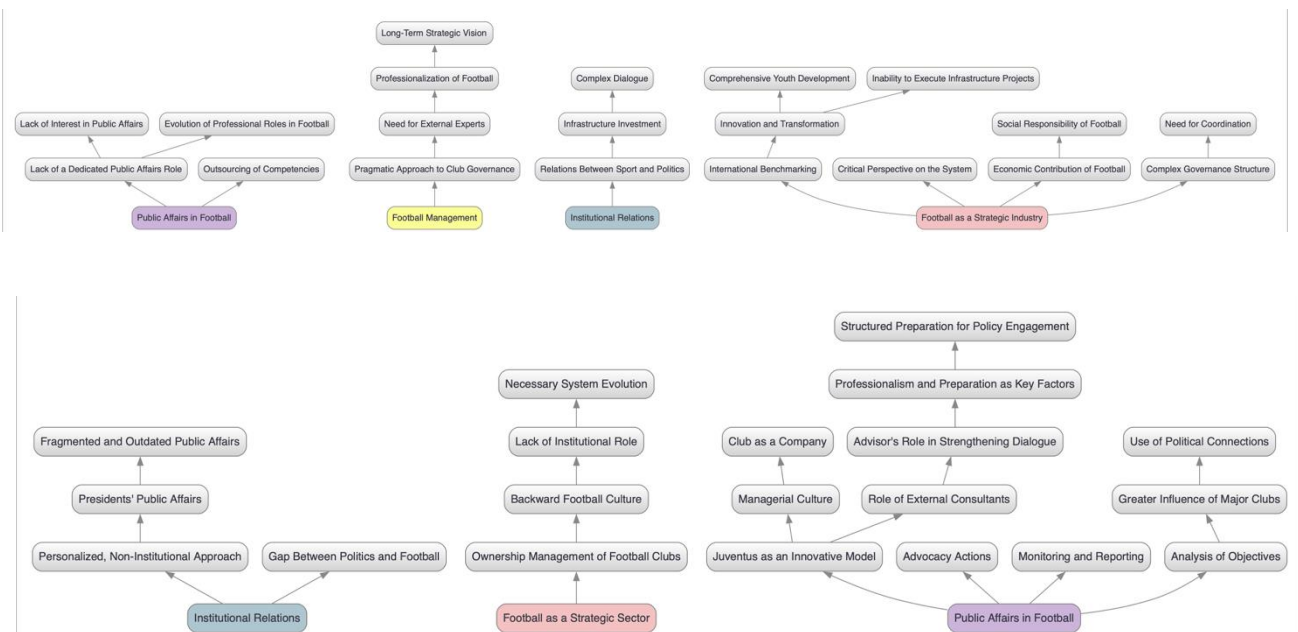 Long-Term Strategic Vision
Professionalization of Football
Complex Dialogue
Comprehensive Youth Development
Inability to Execute Infrastructure Projects
Lack of Interest in Public Affairs
Evolution of Professional Roles in Football
Need for External Experts
Infrastructure Investment
Innovation and Transformation
Social Responsibility of Football
Need for Coordination
Lack of a Dedicated Public Affairs Role
Outsourcing of Competencies
Pragmatic Approach to Club Governance
Relations Between Sport and Politics
International Benchmarking
Critical Perspective on the System
Economic Contribution of Football
Complex Governance Structure
Public Affairs in Football
Football Management
Institutional Relations
Football as a Strategic Industry
Structured Preparation for Policy Engagement
Necessary System Evolution
Professionalism and Preparation as Key Factors
Fragmented and Outdated Public Affairs
Lack of Institutional Role
Club as a Company
Advisor's Role in Strengthening Dialogue
Use of Political Connections
Presidents' Public Affairs
Backward Football Culture
Managerial Culture
Role of External Consultants
Greater Influence of Major Clubs
Personalized, Non-Institutional Approach
Gap Between Politics and Football
Ownership Management of Football Clubs
Juventus as an Innovative Model
Advocacy Actions
Monitoring and Reporting
Analysis of Objectives
Institutional Relations
Football as a Strategic Sector
Public Affairs in Football